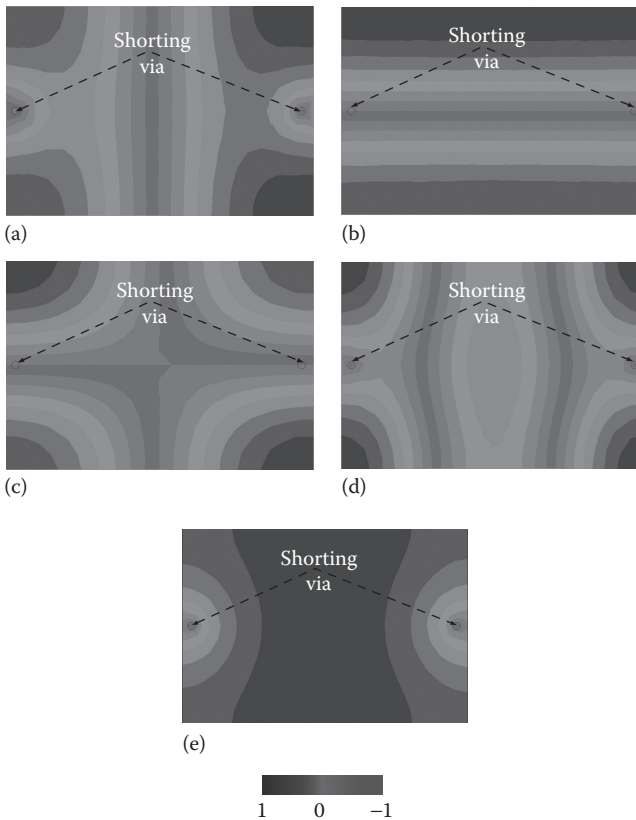 Shorting
via
(a)
Shorting
via
(b)
Shorting
via
(c)
Shorting
via
(d)
Shorting
via
(e)
1 0 −1